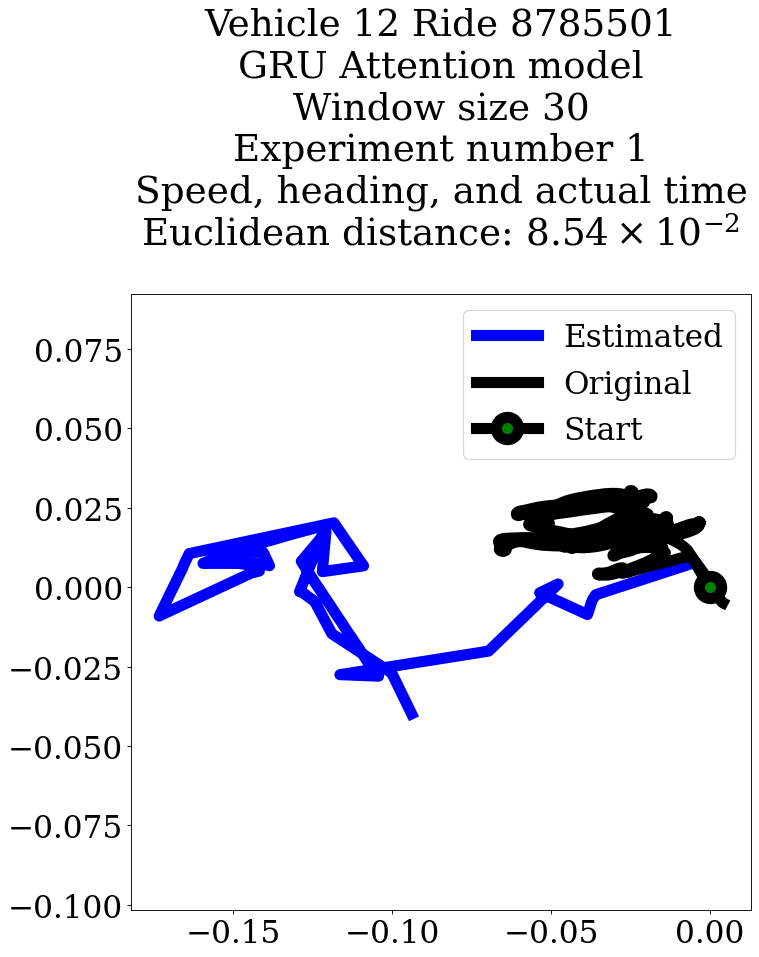 Vehicle 12 Ride 8785501
GRU Attention model
Window size 30
Experiment number 1
Speed, heading, and actual time
Euclidean distance: 8.54 × 10⁻²
Estimated
Original
Start
0.075
0.050
0.025
0.000
−0.025
−0.050
−0.075
−0.100
−0.15 −0.10 −0.05 0.00